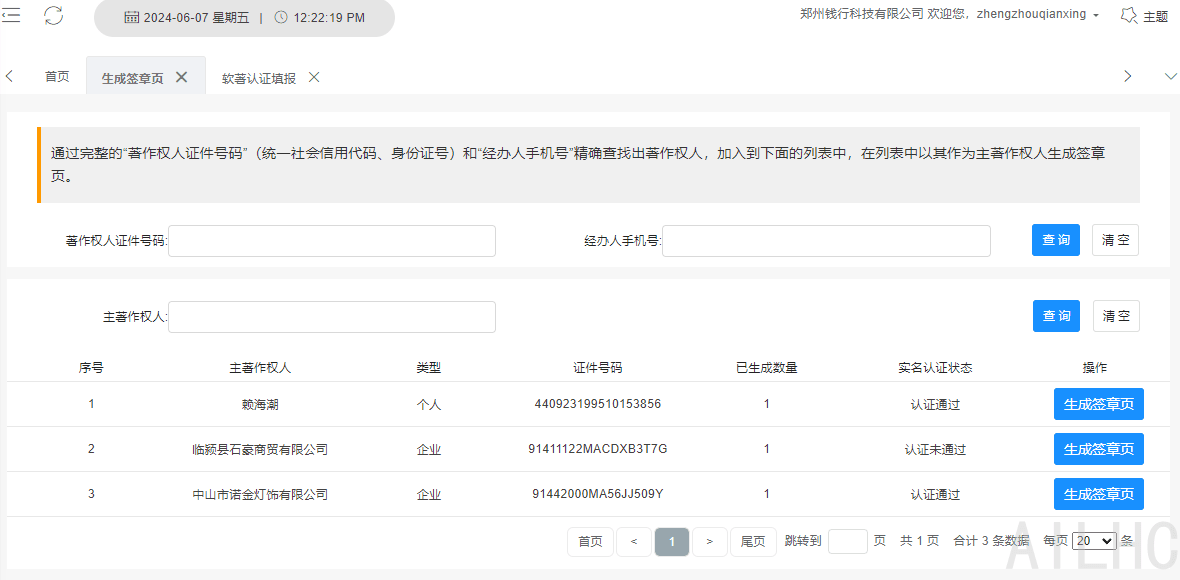 2024-06-07 星期五 | 12:22:19 PM
郑州钱行科技有限公司 欢迎您，zhengzhouqianxing
主题
首页
生成签章页
软著认证填报
通过完整的“著作权人证件号码”（统一社会信用代码、身份证号）和“经办人手机号”精确查找出著作权人，加入到下面的列表中，在列表中以其作为主著作权人生成签章
页。
著作权人证件号码: 经办人手机号: 查 询 清 空
主著作权人: 查 询 清 空
序号 主著作权人 类型 证件号码 已生成数量 实名认证状态 操作
1 赖海潮 个人 440923199510153856 1 认证通过 生成签章页
2 临颍县石豪商贸有限公司 企业 91411122MACDXB3T7G 1 认证未通过 生成签章页
3 中山市诺金灯饰有限公司 企业 91442000MA56JJ509Y 1 认证通过 生成签章页
首页 < 1 > 尾页 跳转到 页 共 1 页 合计 3 条数据 每页 20 条
AILHC